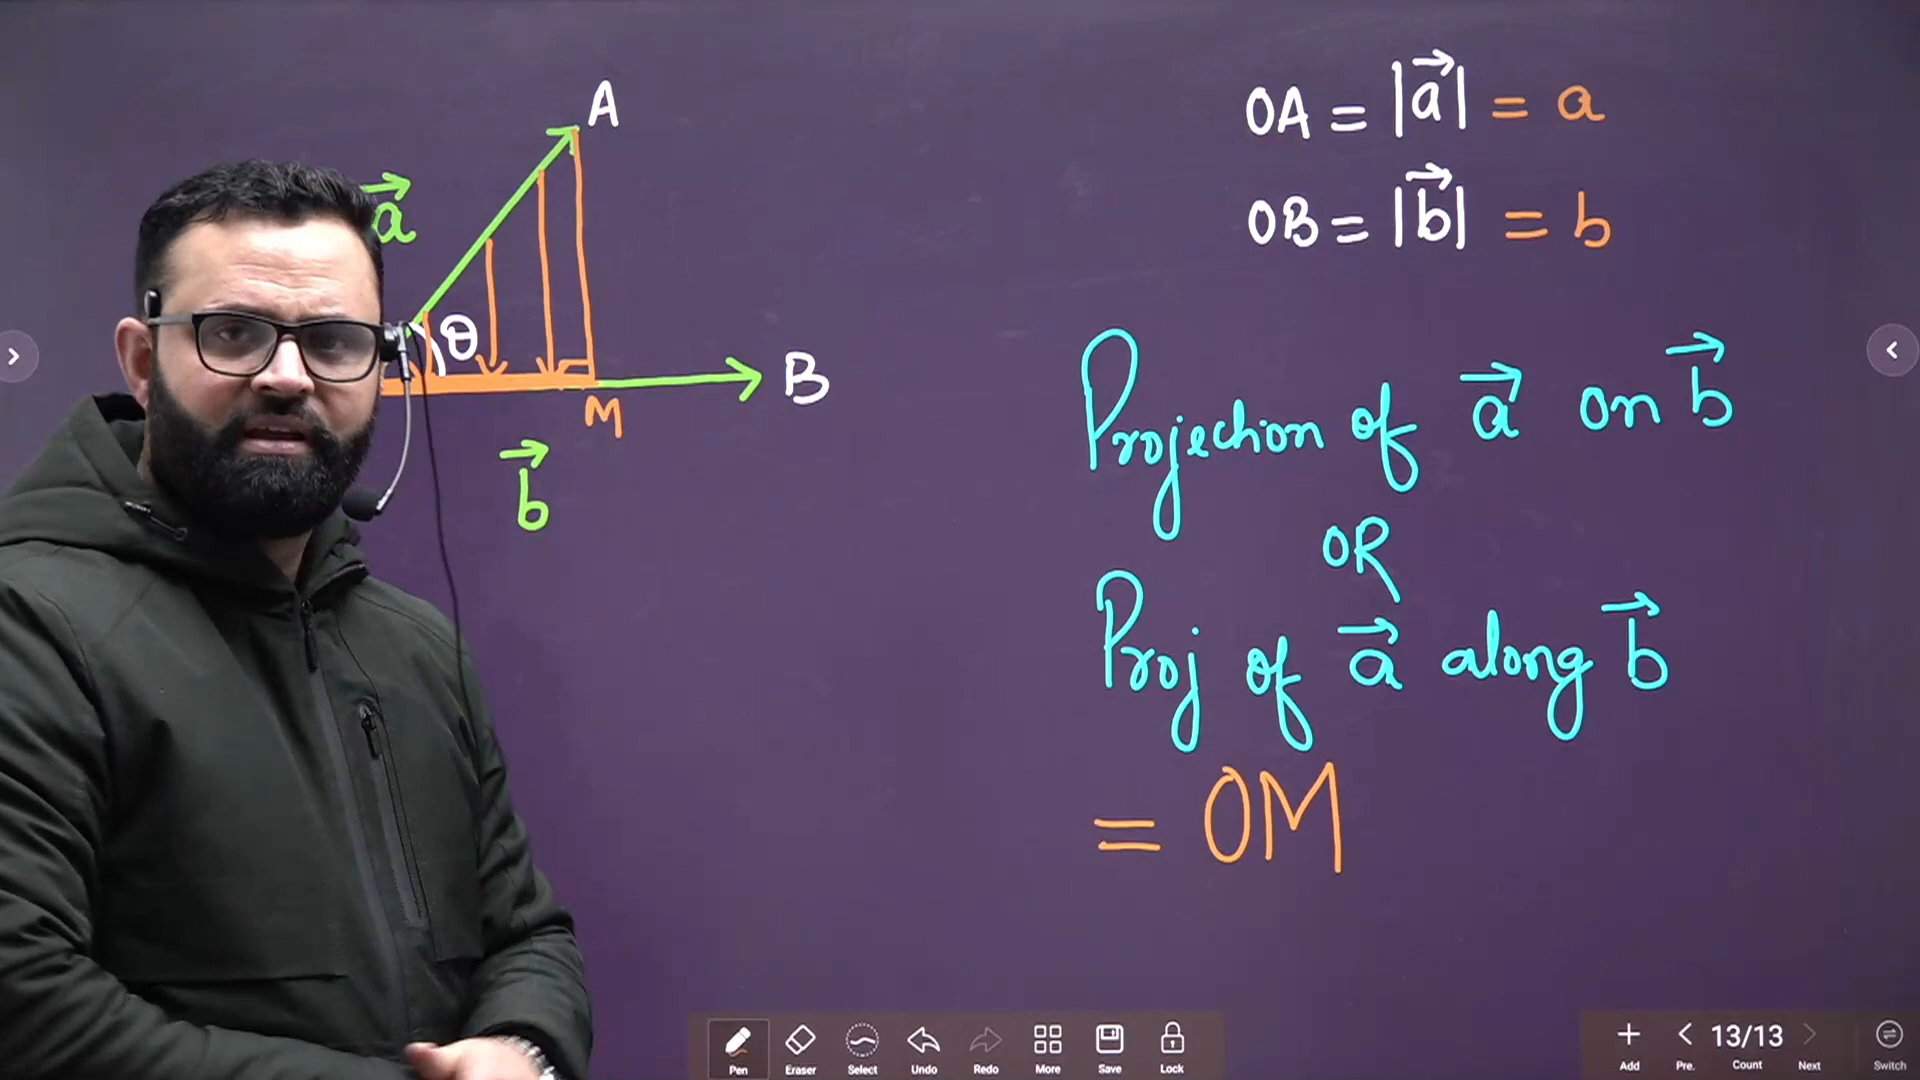 A
a⃗
θ
B
M
b⃗
OA = |a⃗| = a
OB = |b⃗| = b
Projection of a⃗ on b⃗
OR
Proj of a⃗ along b⃗
= OM
Pen Eraser Select Undo Redo More Save Lock
13/13
Add Pre. Count Next Switch